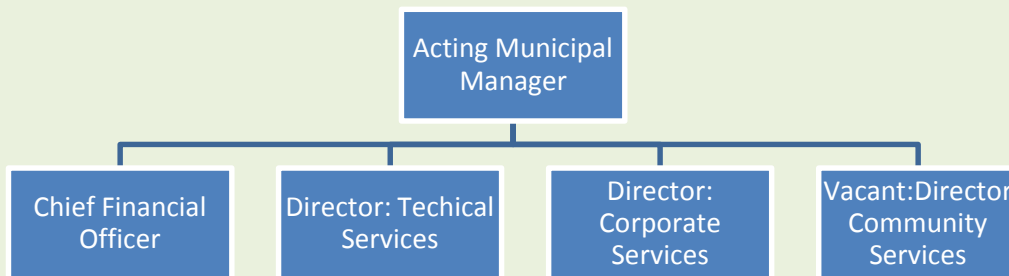 Acting Municipal
Manager
Chief Financial
Officer
Director: Techical
Services
Director:
Corporate
Services
Vacant:Director
Community
Services